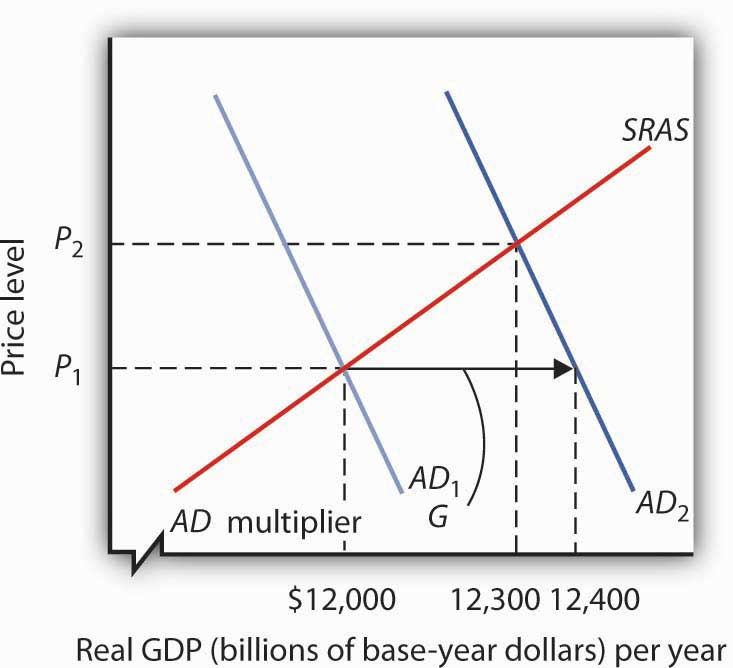 SRAS
P2
Price level
P1
AD1
AD multiplier
G
AD2
$12,000
12,300 12,400
Real GDP (billions of base-year dollars) per year